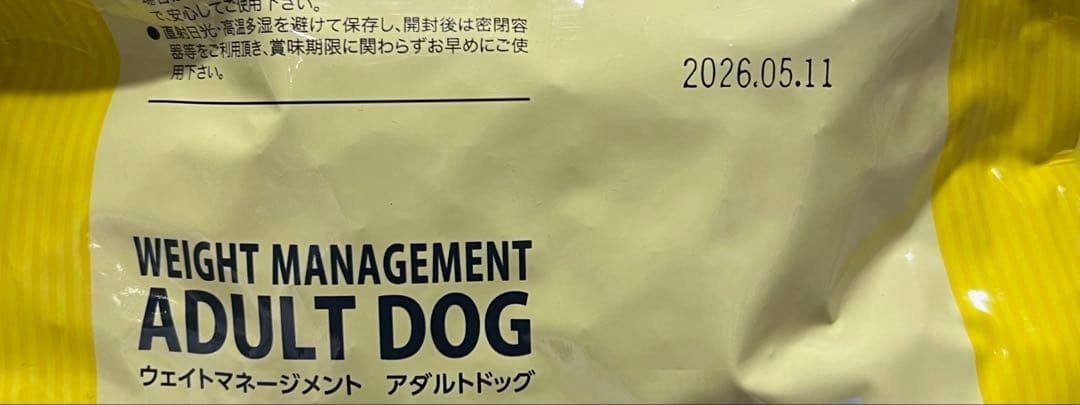 で安心してご使用下さい。
●直射日光・高温多湿を避けて保存し、開封後は密閉容
器等をご利用頂き、賞味期限に関わらずお早めにご使
用下さい。
2026.05.11
WEIGHT MANAGEMENT
ADULT DOG
ウェイトマネージメント アダルトドッグ